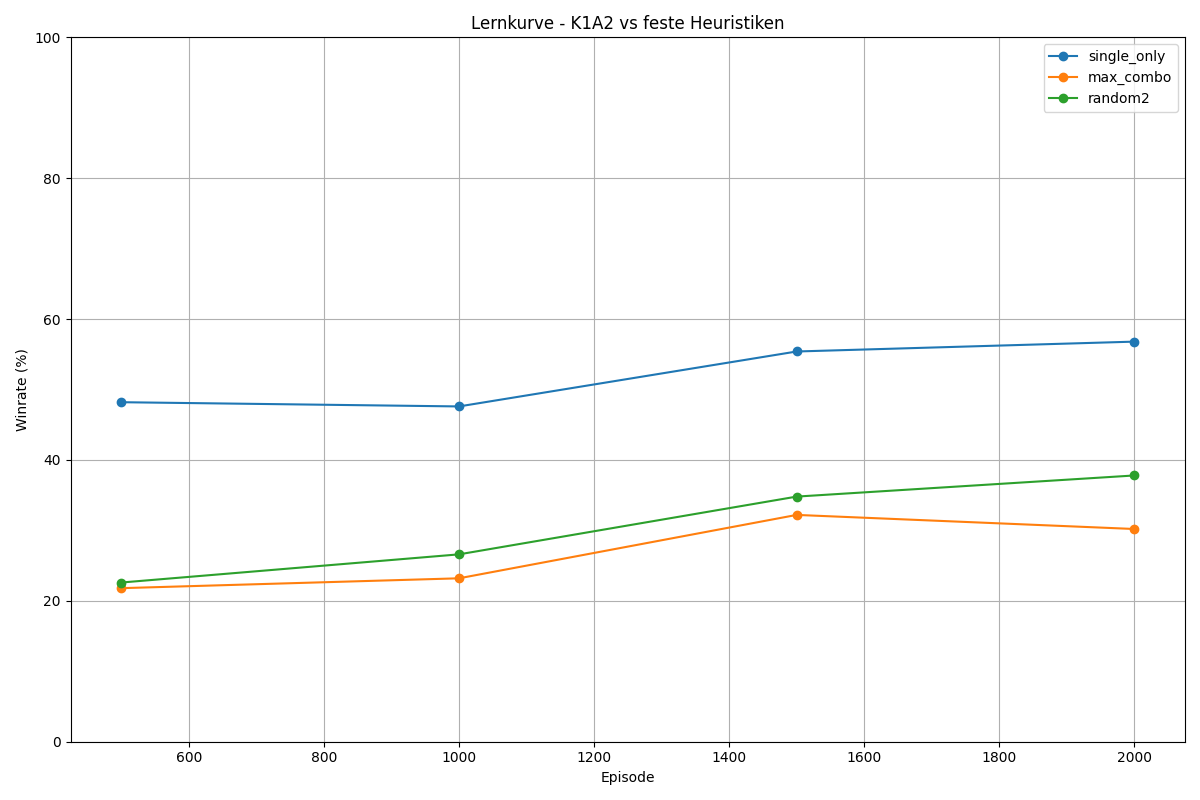 Lernkurve - K1A2 vs feste Heuristiken
single_only
max_combo
random2
Winrate (%)
100
80
60
40
20
0
600 800 1000 1200 1400 1600 1800 2000
Episode